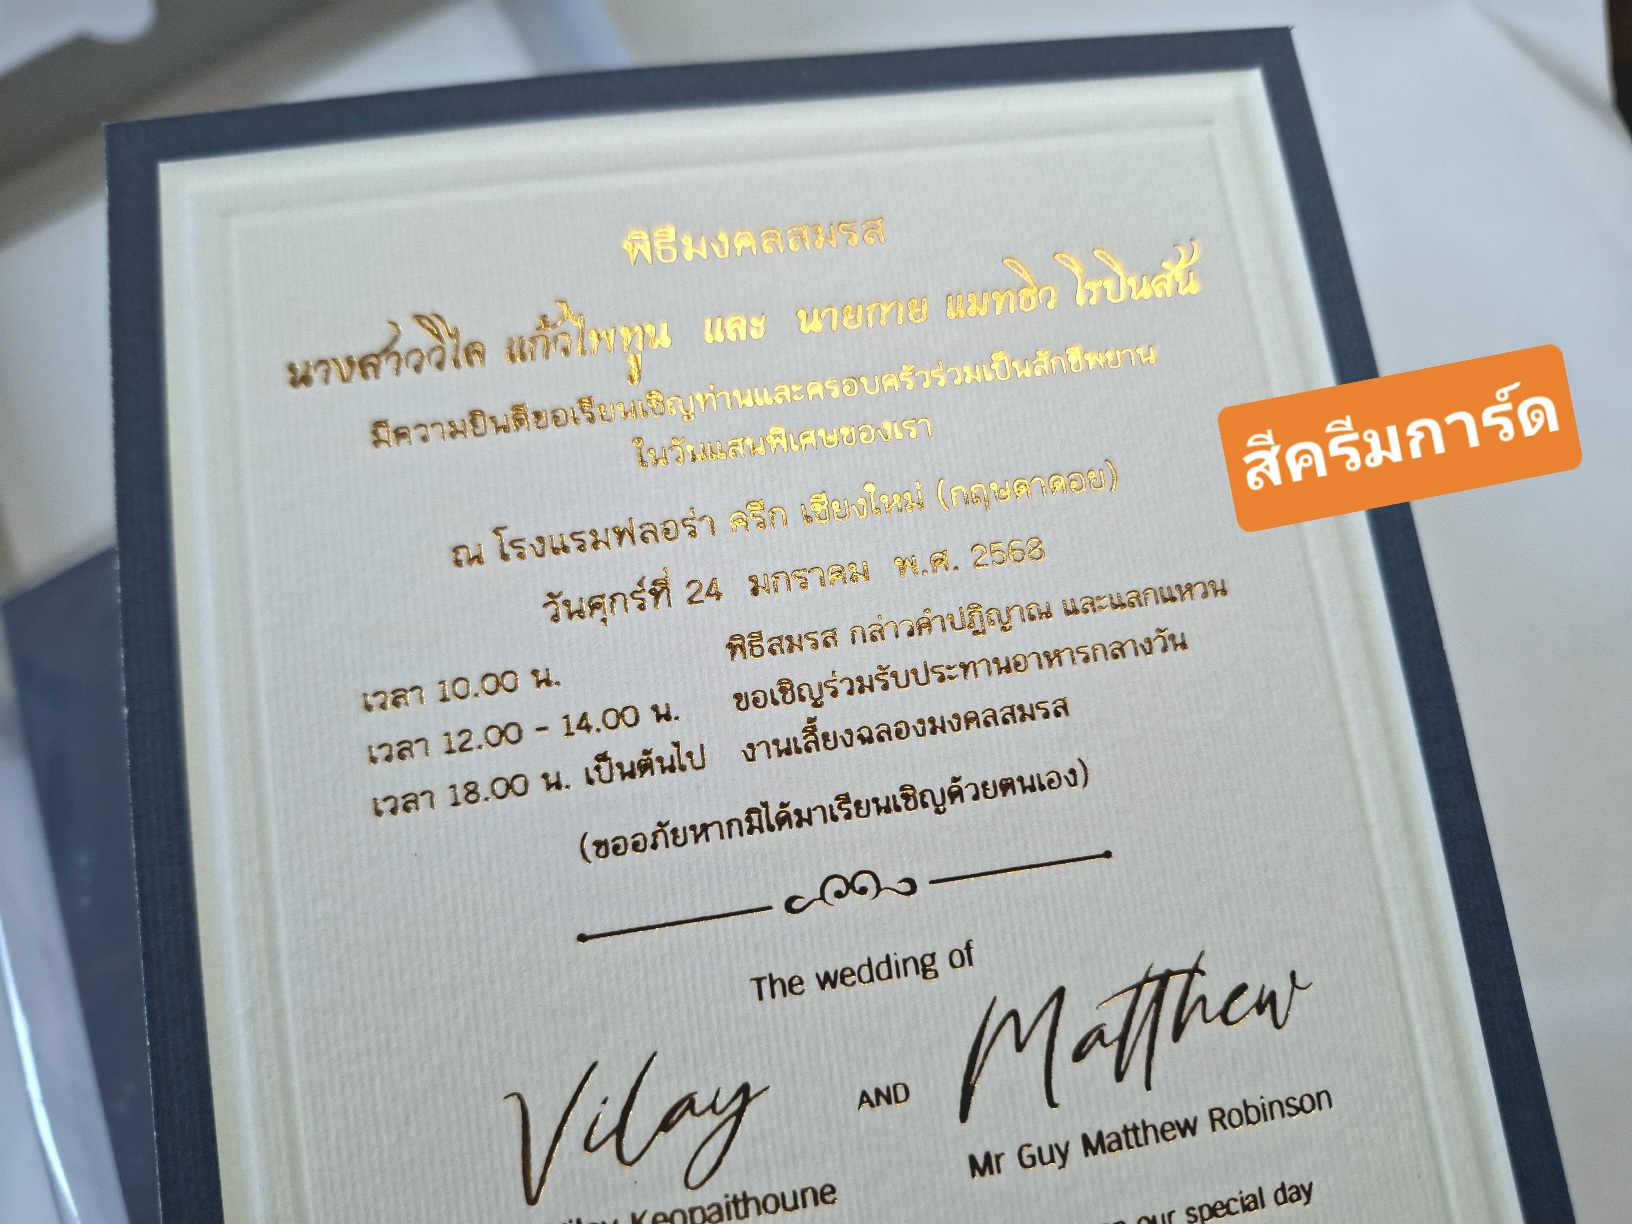 พิธีมงคลสมรส
นางสาววิไล แก้วไพทูน และ นายกาย แมทธิว โรบินสัน
มีความยินดีขอเรียนเชิญท่านและครอบครัวร่วมเป็นสักขีพยาน
ในวันแสนพิเศษของเรา
ณ โรงแรมฟลอร่า ครีก เชียงใหม่ (กฤษดาดอย)
วันศุกร์ที่ 24 มกราคม พ.ศ. 2568
เวลา 10.00 น. พิธีสมรส กล่าวคำปฏิญาณ และแลกแหวน
เวลา 12.00 - 14.00 น. ขอเชิญร่วมรับประทานอาหารกลางวัน
เวลา 18.00 น. เป็นต้นไป งานเลี้ยงฉลองมงคลสมรส
(ขออภัยหากมิได้มาเรียนเชิญด้วยตนเอง)
The wedding of
Vilay AND Matthew
Keopaithoune
Mr Guy Matthew Robinson
our special day
สีครีมการ์ด